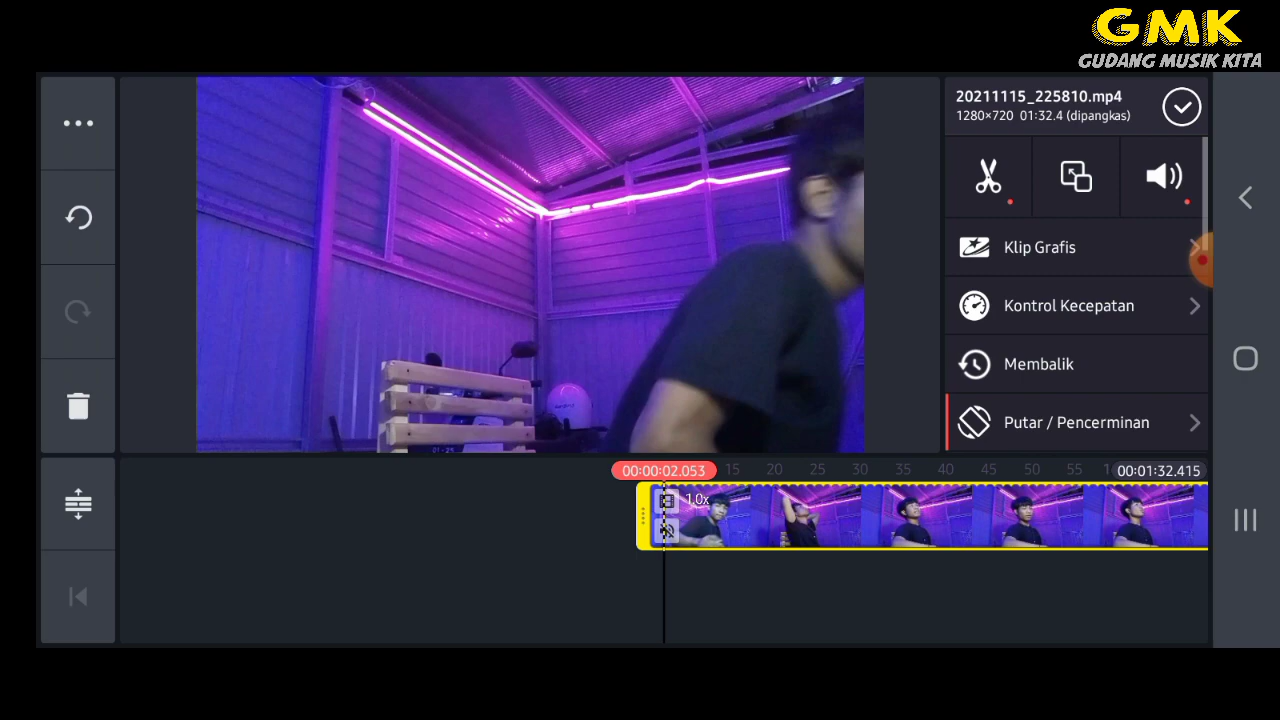 GMK
GUDANG MUSIK KITA
20211115_225810.mp4
1280×720 01:32.4 (dipangkas)
Klip Grafis
Kontrol Kecepatan
Membalik
Putar / Pencerminan
00:00:02.053 15 20 25 30 35 40 45 50 55 1 00:01:32.415
1.0x